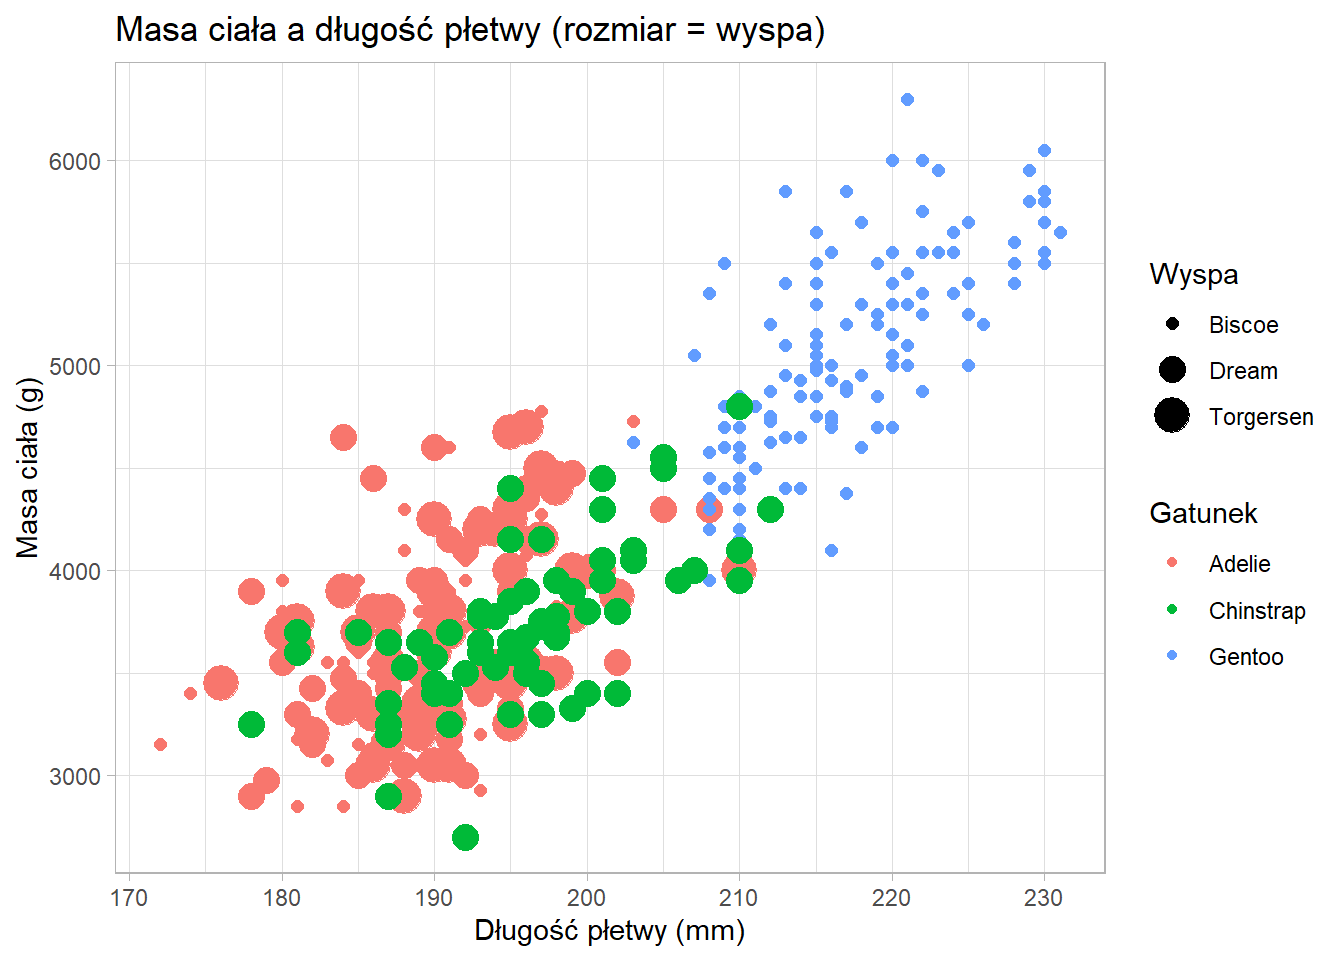 Masa ciała a długość płetwy (rozmiar = wyspa)
Masa ciała (g)
6000
5000
4000
3000
170 180 190 200 210 220 230
Długość płetwy (mm)
Wyspa
Biscoe
Dream
Torgersen
Gatunek
Adelie
Chinstrap
Gentoo